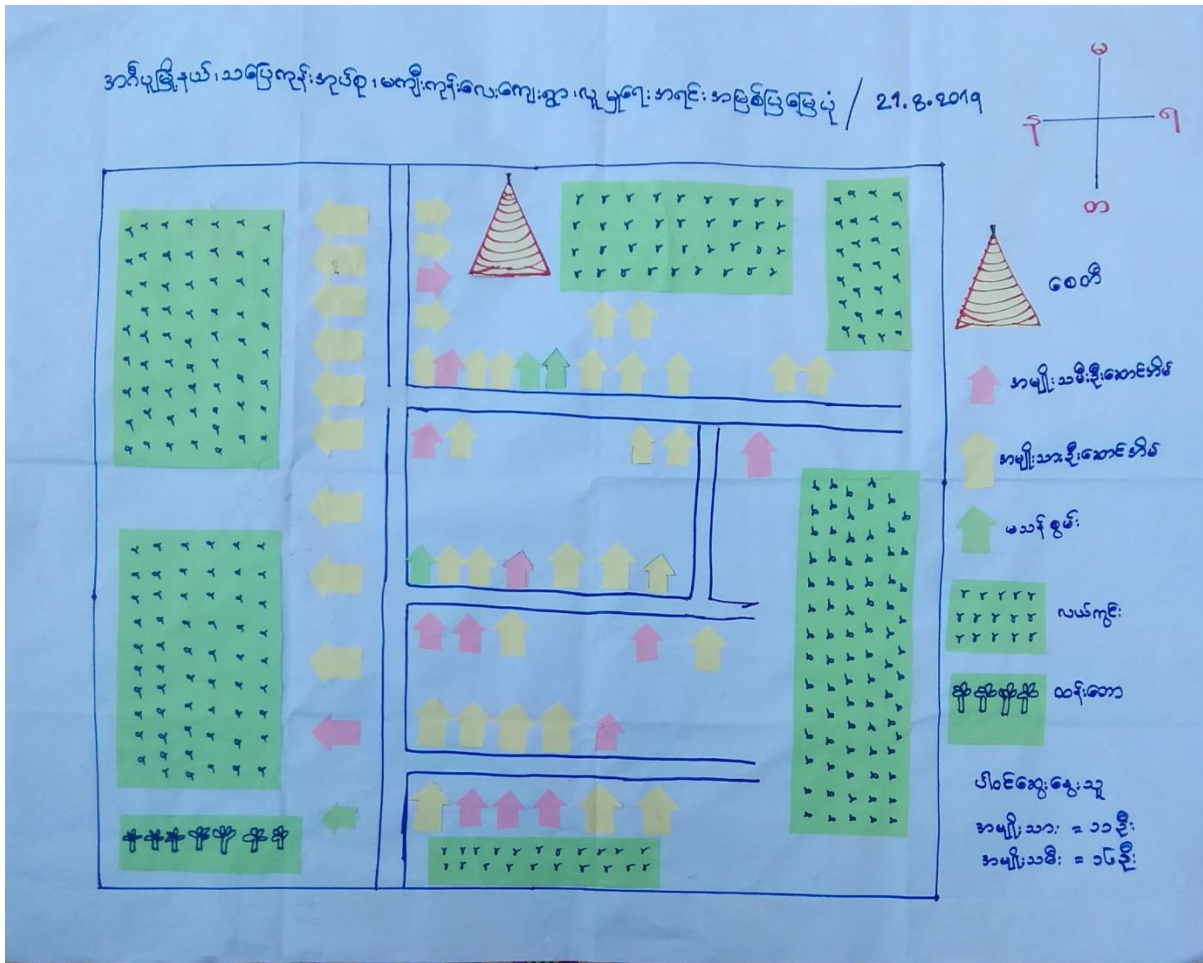 အင်္ဂပူမြို့နယ်၊ သပြေကုန်းအုပ်စု၊ မကျီးကုန်းလေးကျေးရွာ၊ လူမှုရေးအရင်းအမြစ်ပြမြေပုံ / 21.8.2019
မ
န
ရ
တ
စေတီ
အမျိုးသမီးဦးဆောင်အိမ်
အမျိုးသားဦးဆောင်အိမ်
မသန်စွမ်း
လယ်ကွင်း
ထန်းတော
ပါဝင်ဆွေးနွေးသူ
အမျိုးသား = ၁၁ဦး
အမျိုးသမီး = ၁၆ဦး